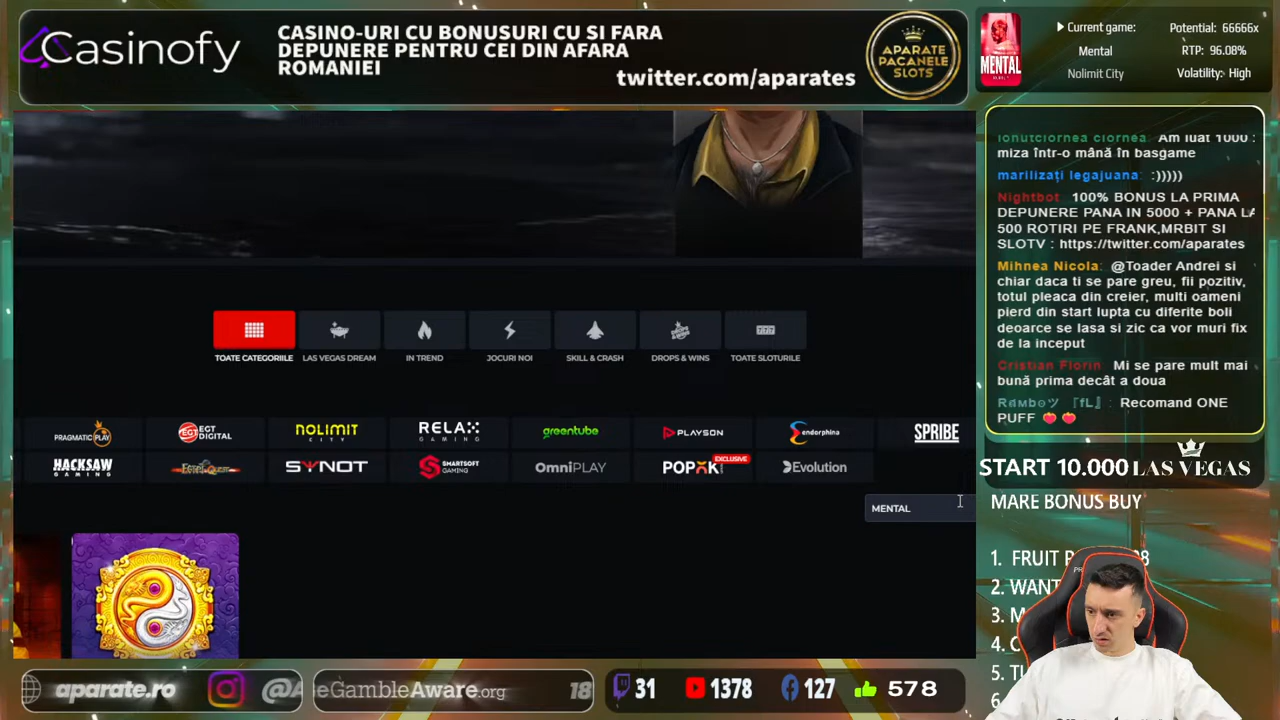 Casinofy
CASINO-URI CU BONUSURI CU SI FARA
DEPUNERE PENTRU CEI DIN AFARA
ROMANIEI
twitter.com/aparates
APARATE
PACANELE
SLOTS
MENTAL
Current game:
Mental
Nolimit City
Potential: 66666x
RTP: 96.08%
Volatility: High
ionutciornea ciornea: Am luat 1000
miza într-o mână în basgame
marilizați legajuana: :)))))
Nightbot 100% BONUS LA PRIMA
DEPUNERE PANA IN 5000 + PANA LA
500 ROTIRI PE FRANK,MRBIT SI
SLOTV : https://twitter.com/aparates
Mihnea Nicola: @Toader Andrei si
chiar daca ti se pare greu, fii pozitiv,
totul pleaca din creier, multi oameni
pierd din start lupta cu diferite boli
deoarce se lasa si zic ca vor muri fix
de la inceput
Cristian Florin Mi se pare mult mai
bună prima decât a doua
Recomand ONE
PUFF 🍅 🍅
TOATE CATEGORIILE
LAS VEGAS DREAM
IN TREND
JOCURI NOI
SKILL & CRASH
DROPS & WINS
TOATE SLOTURILE
PRAGMATIC PLAY
EGT DIGITAL
NOLIMIT CITY
RELAX GAMING
greentube
PLAYSON
endorphina
SPRIBE
HACKSAW GAMING
SYNOT
SMARTSOFT GAMING
OmniPLAY
POPOK
EXCLUSIVE
Evolution
MENTAL
START 10.000 LAS VEGAS
MARE BONUS BUY
1. FRUIT
2. WANT
3.
4.
5.
6.
aparate.ro
eGambleAware.org
18
31
1378
127
578